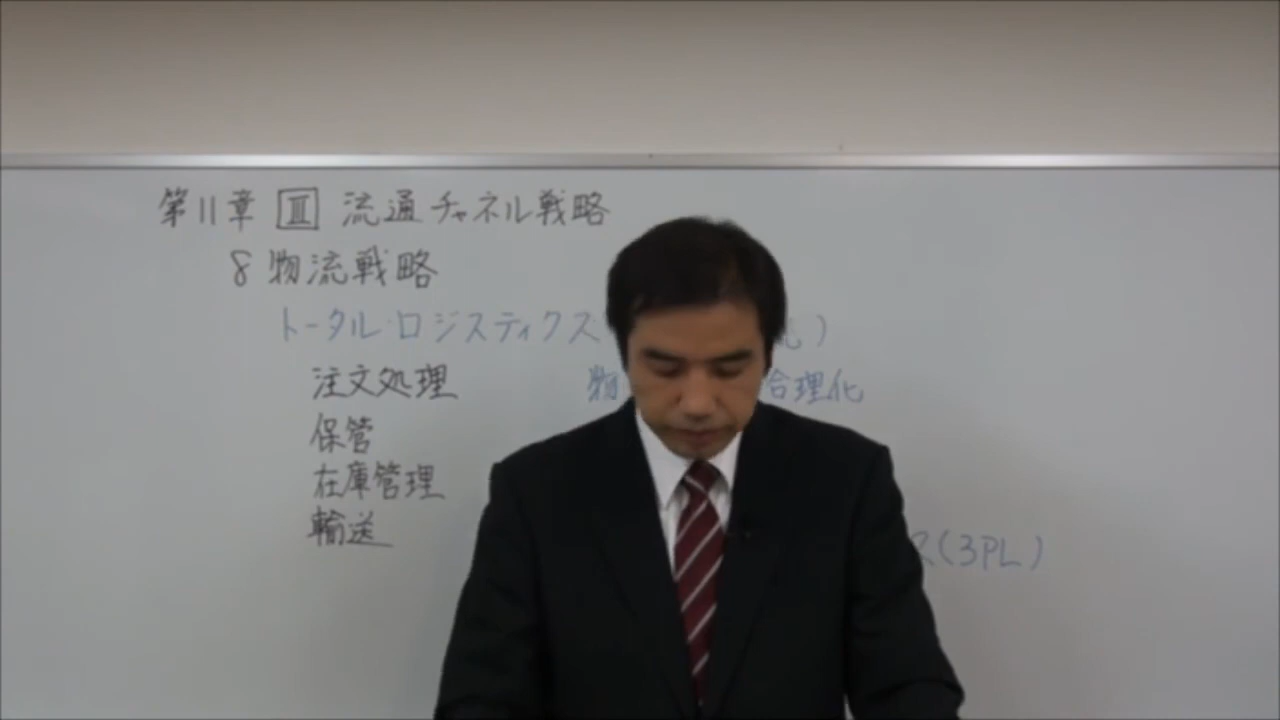 第11章 Ⅲ 流通チャネル戦略
8 物流戦略
トータル・ロジスティクス
注文処理 物 合理化
保管
在庫管理
輸送
ス(3PL)